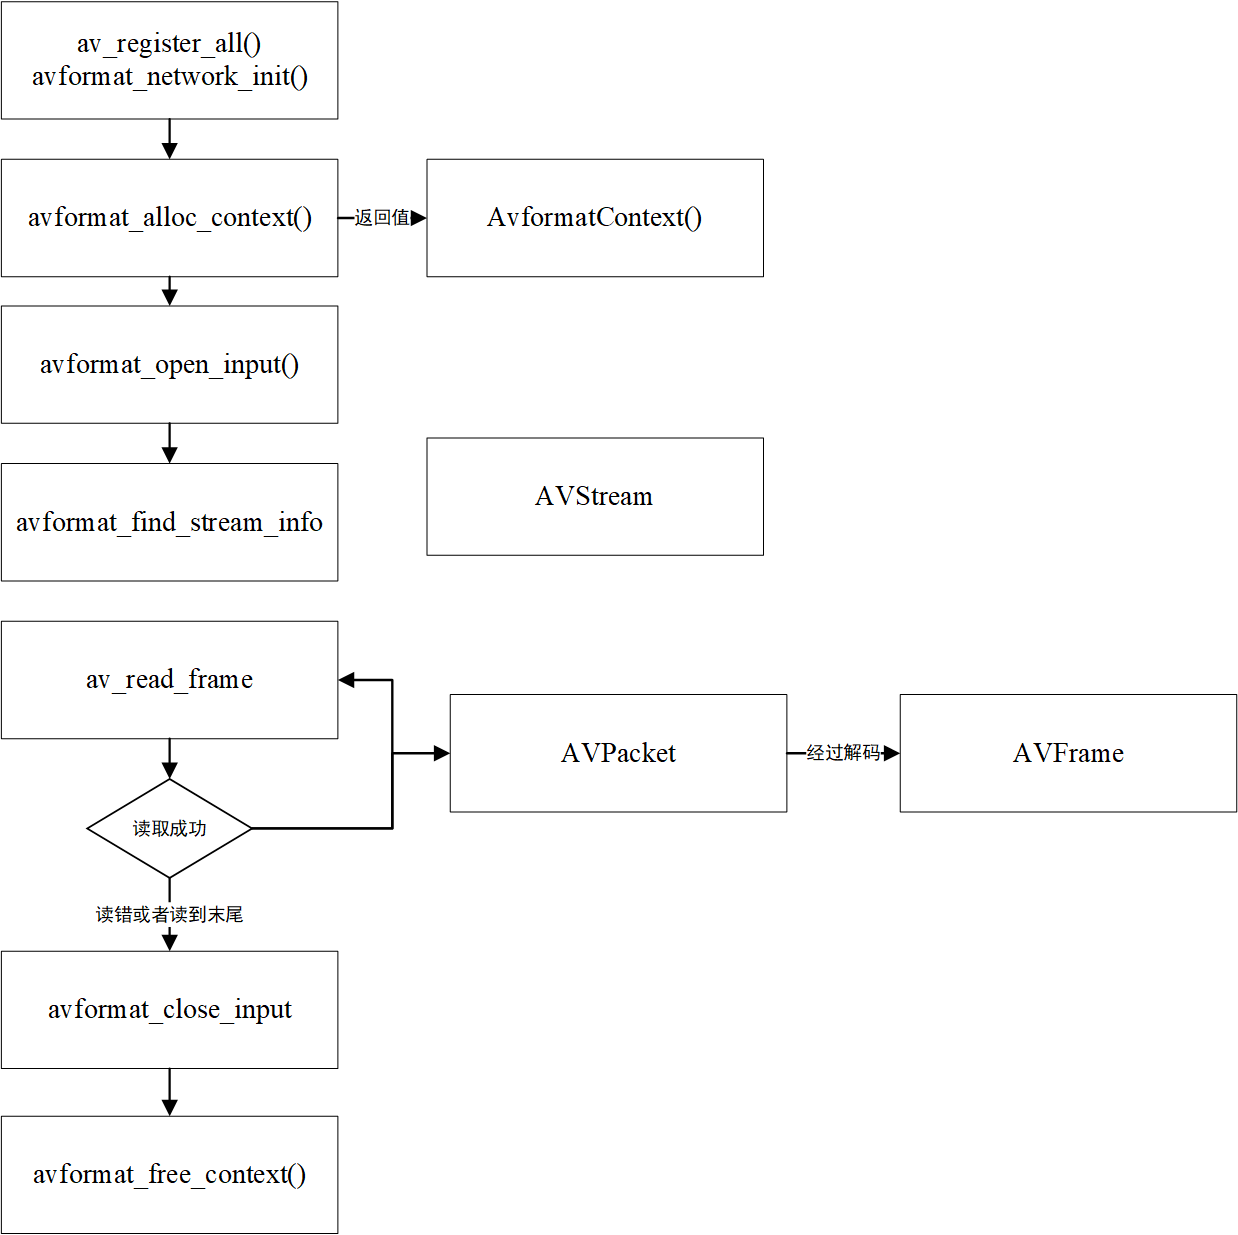 av_register_all()
avformat_network_init()
avformat_alloc_context()
返回值
AvformatContext()
avformat_open_input()
AVStream
avformat_find_stream_info
av_read_frame
AVPacket
经过解码
AVFrame
读取成功
读错或者读到末尾
avformat_close_input
avformat_free_context()